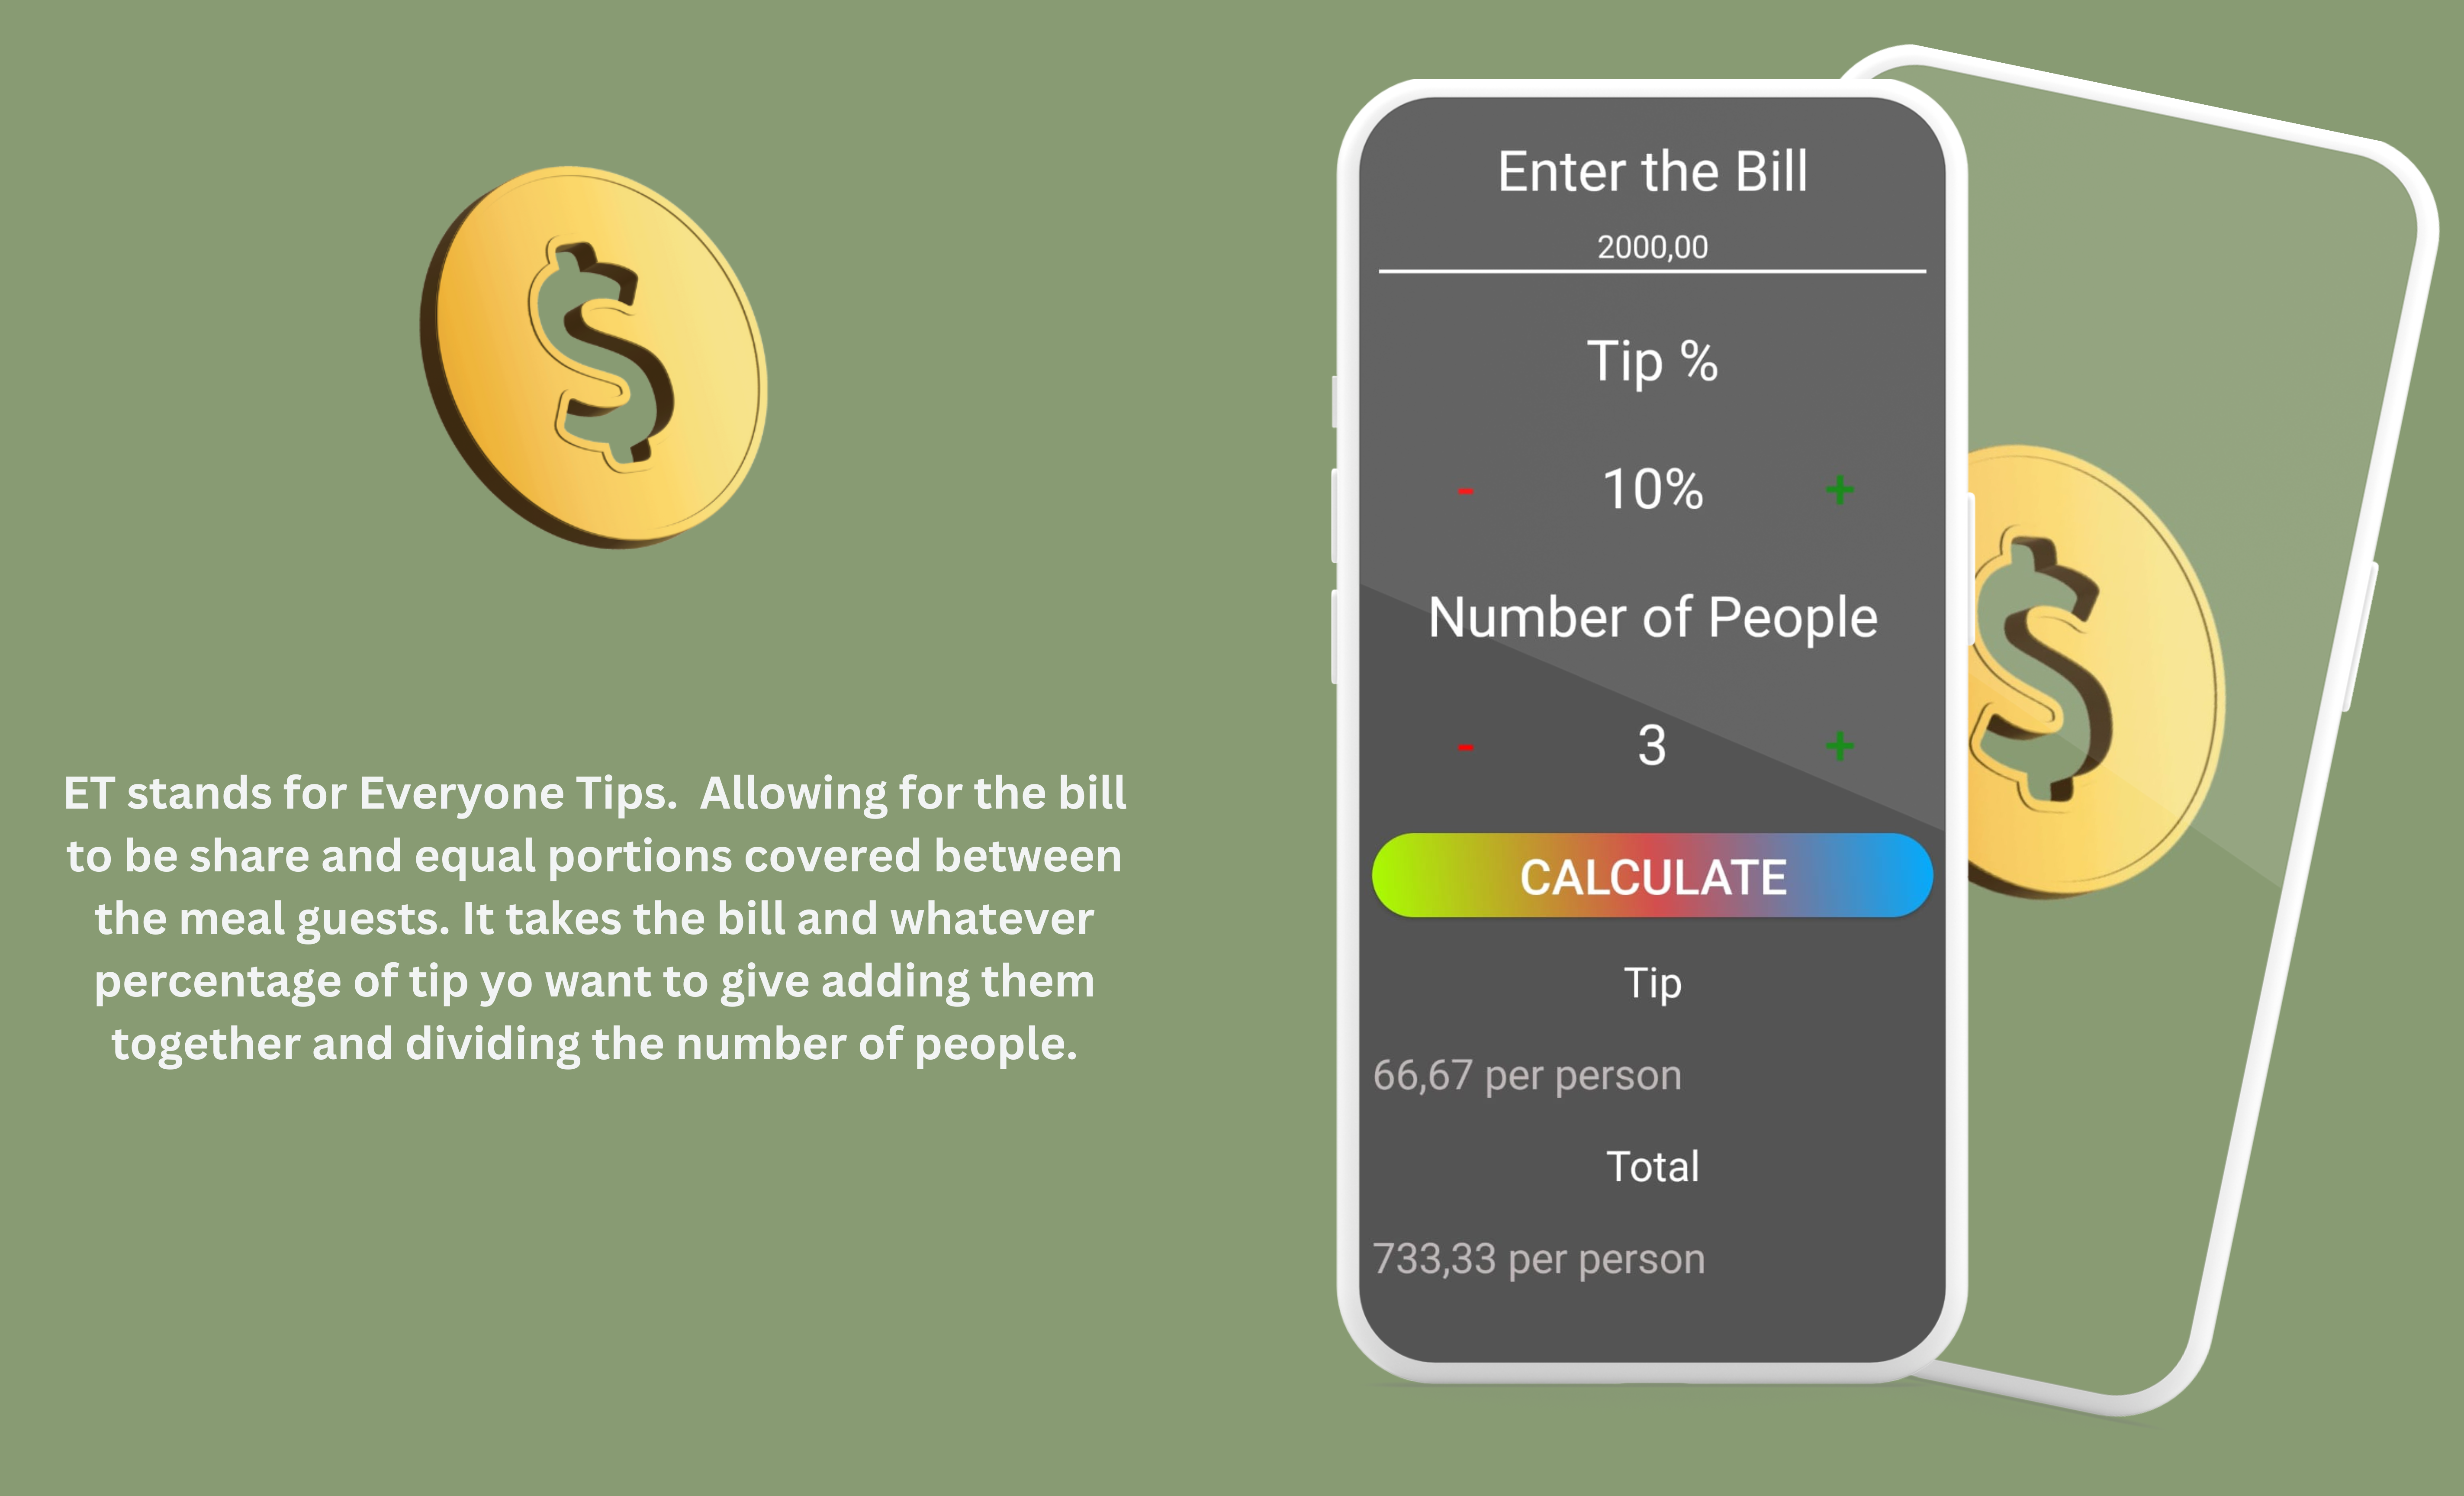 ET stands for Everyone Tips.  Allowing for the bill
to be share and equal portions covered between
the meal guests. It takes the bill and whatever
percentage of tip yo want to give adding them
together and dividing the number of people.
Enter the Bill
2000,00
Tip %
- 10% +
Number of People
- 3 +
CALCULATE
Tip
66,67 per person
Total
733,33 per person